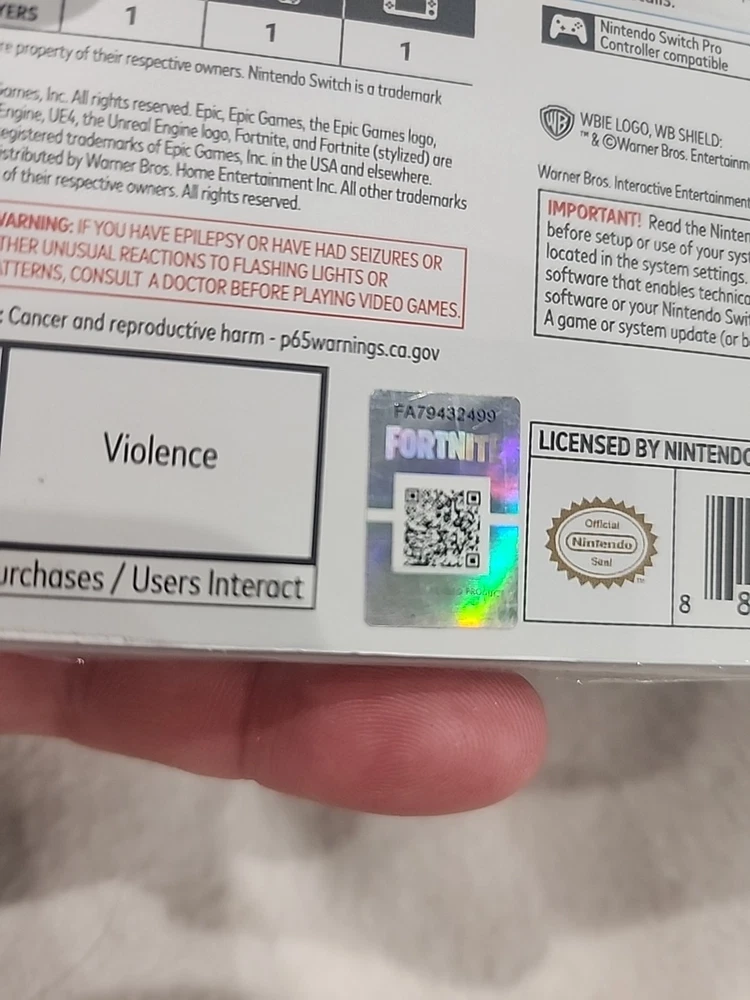 YERS 1 1 1
re property of their respective owners. Nintendo Switch is a trademark
Games, Inc. All rights reserved. Epic, Epic Games, the Epic Games logo,
Engine, UE4, the Unreal Engine logo, Fortnite, and Fortnite (stylized) are
egistered trademarks of Epic Games, Inc. in the USA and elsewhere.
istributed by Warner Bros. Home Entertainment Inc. All other trademarks
of their respective owners. All rights reserved.
WARNING: IF YOU HAVE EPILEPSY OR HAVE HAD SEIZURES OR
THER UNUSUAL REACTIONS TO FLASHING LIGHTS OR
ATTERNS, CONSULT A DOCTOR BEFORE PLAYING VIDEO GAMES.
: Cancer and reproductive harm - p65warnings.ca.gov
Violence
urchases / Users Interact
FA79432499
FORTNIT
PRODUCT
Nintendo Switch Pro
Controller compatible
WB
WBIE LOGO, WB SHIELD:
™ & ©Warner Bros. Entertainm
Warner Bros. Interactive Entertainment
IMPORTANT! Read the Ninten
before setup or use of your syst
located in the system settings.
software that enables technica
software or your Nintendo Swit
A game or system update (or b
LICENSED BY NINTENDO
Official
Nintendo
Seal
™
8 8